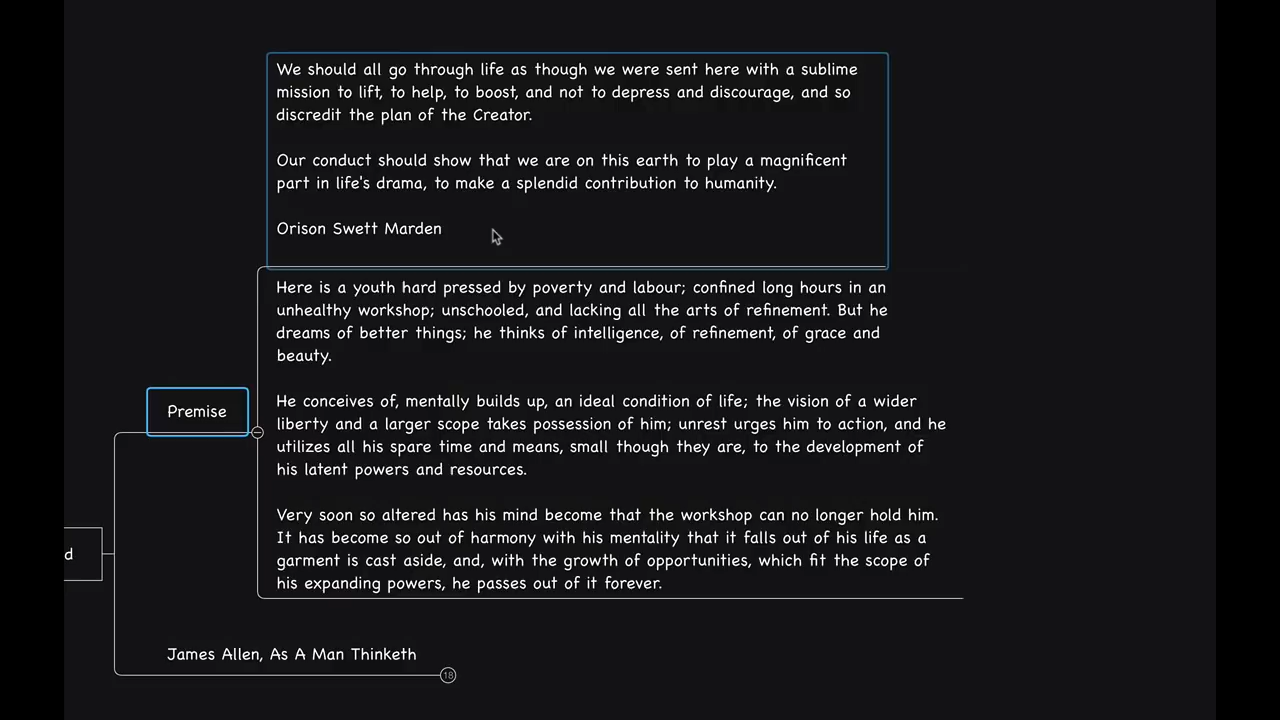 We should all go through life as though we were sent here with a sublime
mission to lift, to help, to boost, and not to depress and discourage, and so
discredit the plan of the Creator.
Our conduct should show that we are on this earth to play a magnificent
part in life's drama, to make a splendid contribution to humanity.
Orison Swett Marden
Here is a youth hard pressed by poverty and labour; confined long hours in an
unhealthy workshop; unschooled, and lacking all the arts of refinement. But he
dreams of better things; he thinks of intelligence, of refinement, of grace and
beauty.
He conceives of, mentally builds up, an ideal condition of life; the vision of a wider
liberty and a larger scope takes possession of him; unrest urges him to action, and he
utilizes all his spare time and means, small though they are, to the development of
his latent powers and resources.
Very soon so altered has his mind become that the workshop can no longer hold him.
It has become so out of harmony with his mentality that it falls out of his life as a
garment is cast aside, and, with the growth of opportunities, which fit the scope of
his expanding powers, he passes out of it forever.
Premise
d
James Allen, As A Man Thinketh
18